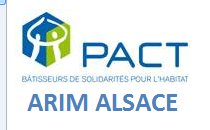 PACT
BÂTISSEURS DE SOLIDARITÉS POUR L'HABITAT
ARIM ALSACE